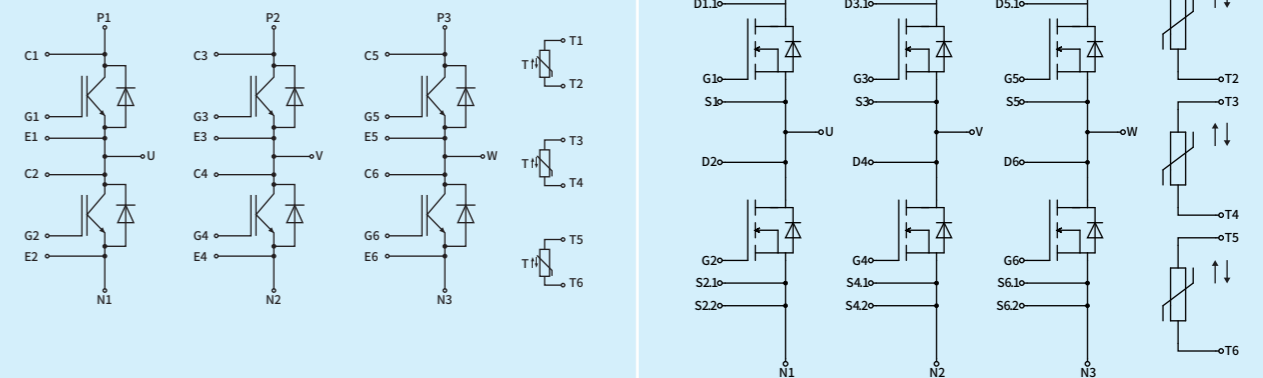 P1 P2 P3
C1 C3 C5
T1
T
T2
G1 G3 G5
E1 E3 E5
T3
U V W
T
C2 C4 C6
T4
G2 G4 G6
T5
E2 E4 E6
T
T6
N1 N2 N3
D1.1 D3.1 D5.1
G1 G3 G5
T2
S1 S3 S5
T3
U V W
D2 D4 D6
T4
T5
G2 G4 G6
S2.1 S4.1 S6.1
S2.2 S4.2 S6.2
T6
N1 N2 N3